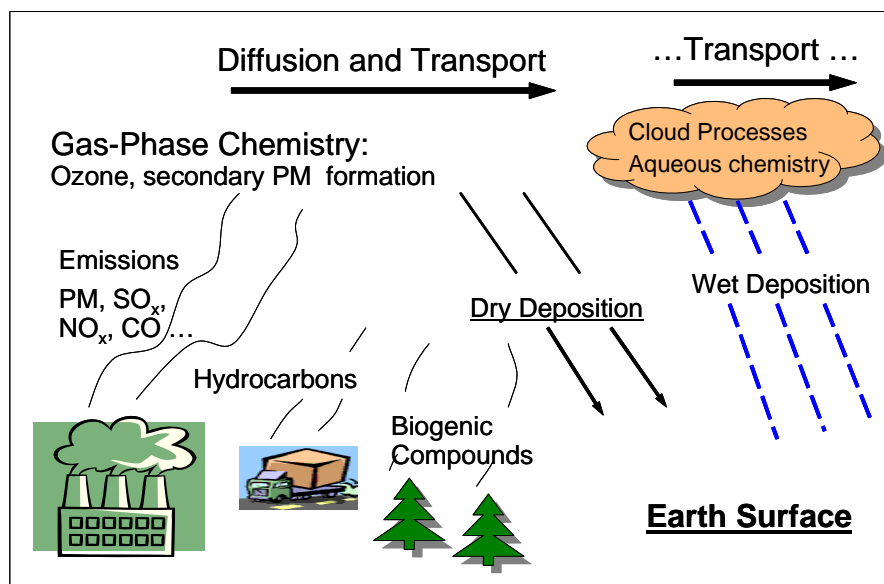 Diffusion and Transport
…Transport …
Gas-Phase Chemistry:
Ozone, secondary PM formation
Cloud Processes
Aqueous chemistry
Emissions
PM, SOx,
NOx, CO …
Dry Deposition
Wet Deposition
Hydrocarbons
Biogenic
Compounds
Earth Surface